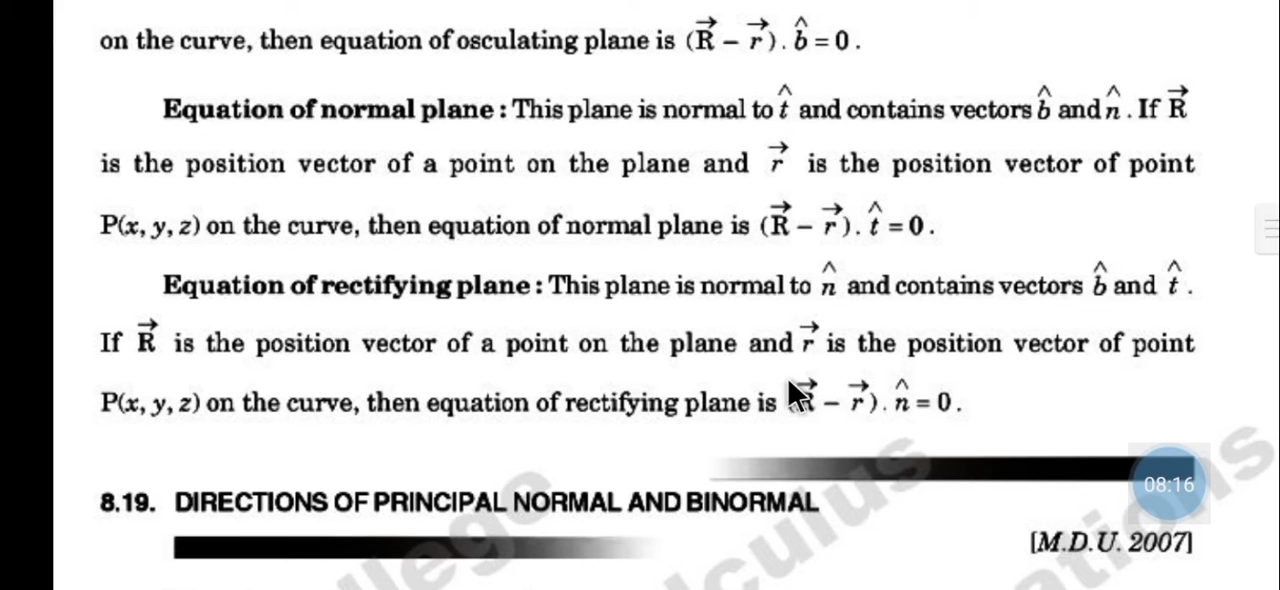 on the curve, then equation of osculating plane is (R⃗ − r⃗). b̂ = 0.
Equation of normal plane : This plane is normal to t̂ and contains vectors b̂ and n̂. If R⃗
is the position vector of a point on the plane and r⃗ is the position vector of point
P(x, y, z) on the curve, then equation of normal plane is (R⃗ − r⃗). t̂ = 0.
Equation of rectifying plane : This plane is normal to n̂ and contains vectors b̂ and t̂.
If R⃗ is the position vector of a point on the plane and r⃗ is the position vector of point
P(x, y, z) on the curve, then equation of rectifying plane is − r⃗). n̂ = 0.
08:16
8.19. DIRECTIONS OF PRINCIPAL NORMAL AND BINORMAL
[M.D.U. 2007]